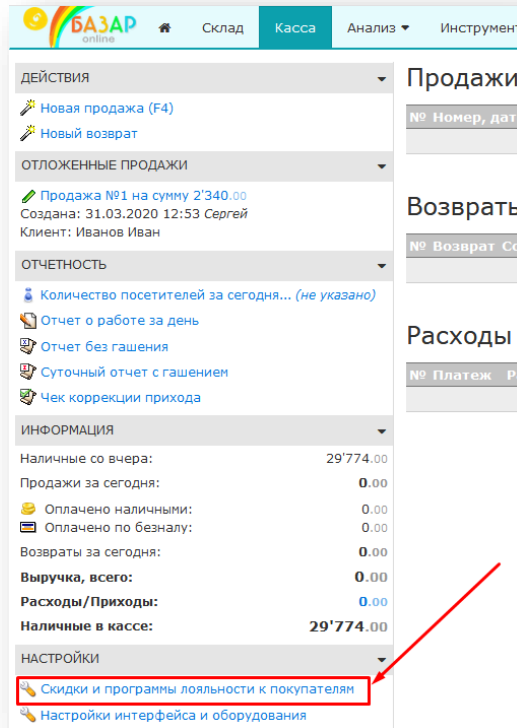 БАЗАР
online
Склад
Касса
Анализ
Инструмент
ДЕЙСТВИЯ
Новая продажа (F4)
Новый возврат
ОТЛОЖЕННЫЕ ПРОДАЖИ
Продажа №1 на сумму 2'340.00
Создана: 31.03.2020 12:53 Сергей
Клиент: Иванов Иван
ОТЧЕТНОСТЬ
Количество посетителей за сегодня... (не указано)
Отчет о работе за день
Отчет без гашения
Суточный отчет с гашением
Чек коррекции прихода
ИНФОРМАЦИЯ
Наличные со вчера: 29'774.00
Продажи за сегодня: 0.00
Оплачено наличными: 0.00
Оплачено по безналу: 0.00
Возвраты за сегодня: 0.00
Выручка, всего: 0.00
Расходы/Приходы: 0.00
Наличные в кассе: 29'774.00
НАСТРОЙКИ
Скидки и программы лояльности к покупателям
Настройки интерфейса и оборудования
Продажи
№ Номер, дат
Возвраты
№ Возврат Со
Расходы
№ Платеж Р